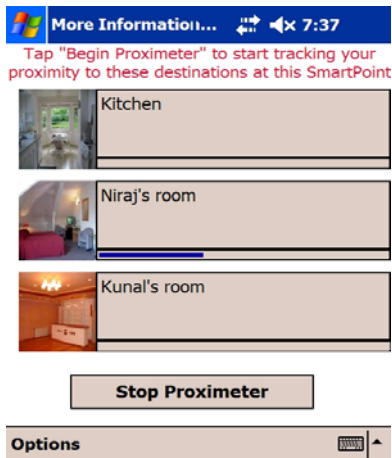 More Information... 7:37
Tap "Begin Proximeter" to start tracking your
proximity to these destinations at this SmartPoint
Kitchen
Niraj's room
Kunal's room
Stop Proximeter
Options